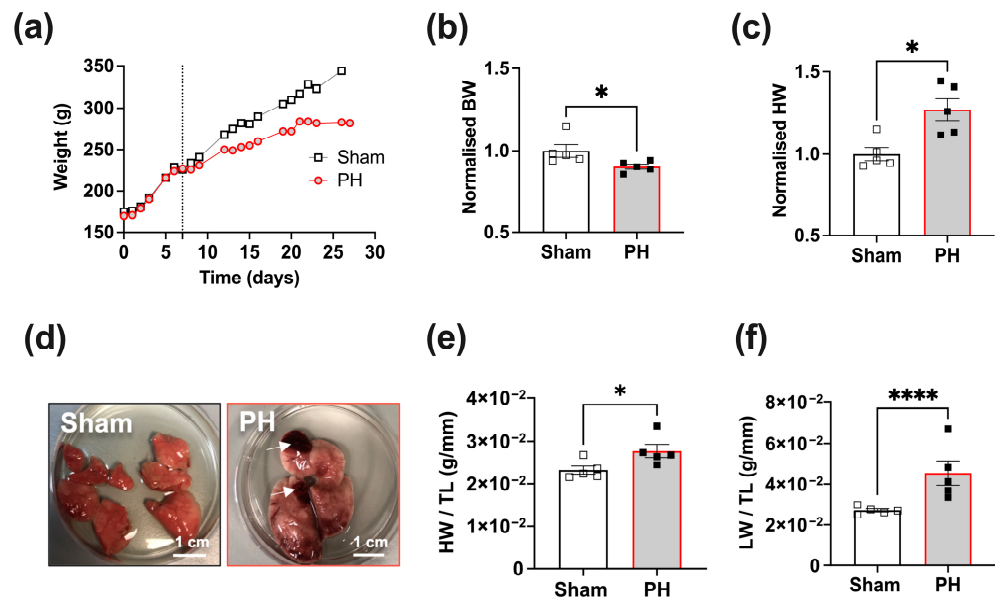 (a)
350
300
250
200
150
Weight (g)
0 5 10 15 20 25 30
Time (days)
Sham
PH
(b)
1.5
1.0
0.5
Normalised BW
*
Sham PH
(c)
1.5
1.0
0.5
Normalised HW
*
Sham PH
(d)
Sham
1 cm
PH
1 cm
(e)
4×10⁻²
3×10⁻²
2×10⁻²
1×10⁻²
0
HW / TL (g/mm)
*
Sham PH
(f)
8×10⁻²
6×10⁻²
4×10⁻²
2×10⁻²
0
LW / TL (g/mm)
****
Sham PH